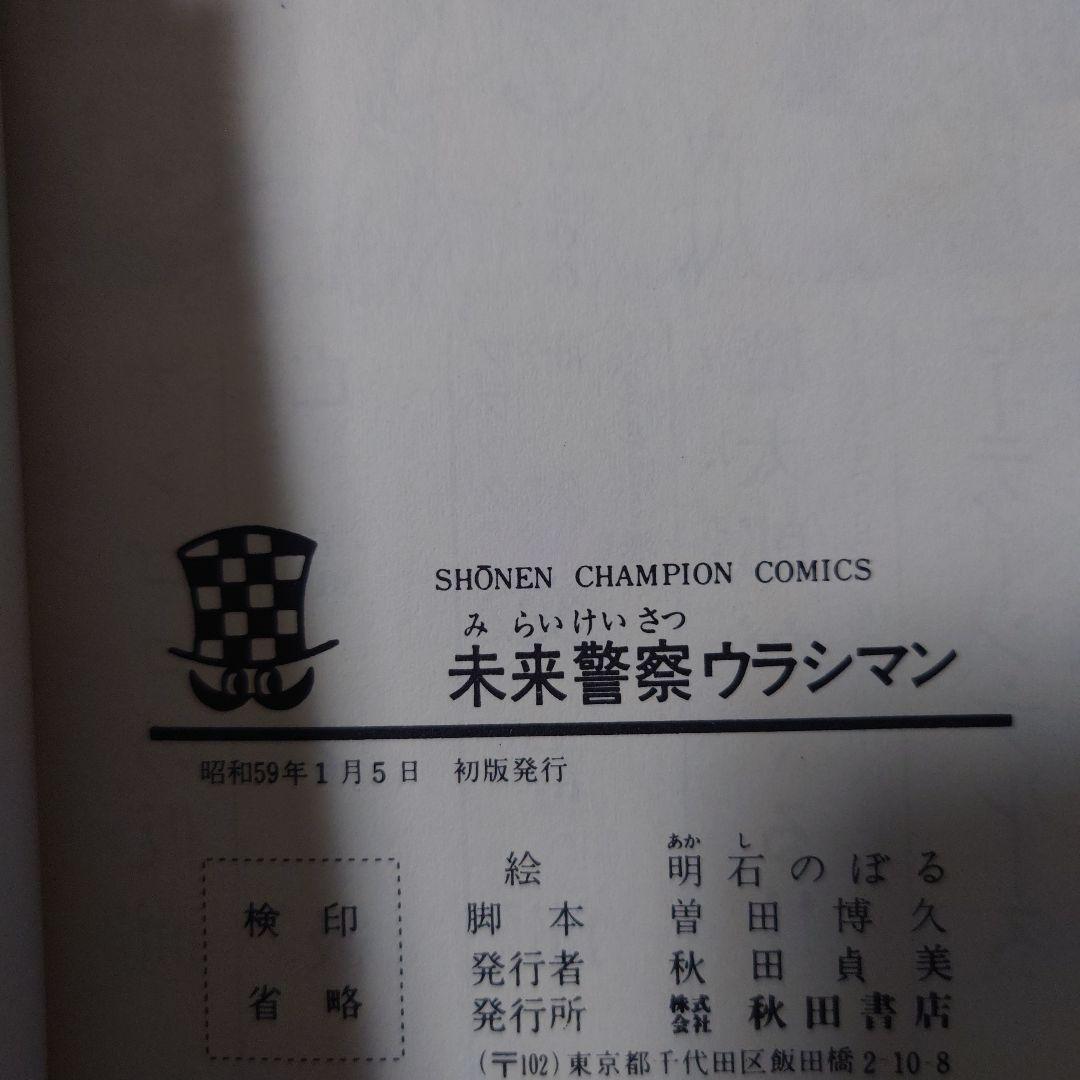 SHŌNEN CHAMPION COMICS
みらいけいさつ
未来警察ウラシマン
昭和59年1月5日 初版発行
検印
省略
あかし
絵 明石のぼる
脚本 曽田博久
発行者 秋田貞美
発行所 株式会社 秋田書店
(〒102)東京都千代田区飯田橋2-10-8